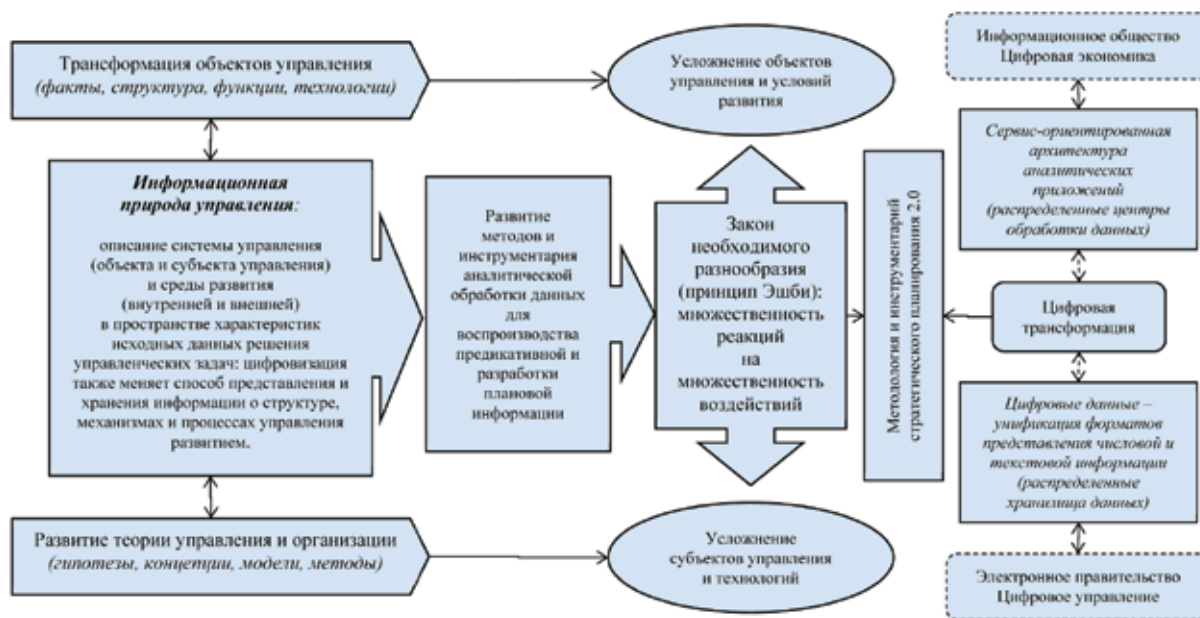 Трансформация объектов управления
(факты, структура, функции, технологии)
Усложнение объектов
управления и условий
развития
Информационное общество
Цифровая экономика
Информационная
природа управления:
описание системы управления
(объекта и субъекта управления)
и среды развития
(внутренней и внешней)
в пространстве характеристик
исходных данных решения
управленческих задач: цифровизация
также меняет способ представления и
хранения информации о структуре,
механизмах и процессах управления
развитием.
Развитие
методов и
инструментария
аналитической
обработки данных
для
воспроизводства
предикативной и
разработки
плановой
информации
Закон
необходимого
разнообразия
(принцип Эшби):
множественность
реакций
на
множественность
воздействий
Методология и инструментарий
стратегического планирования 2.0
Сервис-ориентированная
архитектура
аналитических
приложений
(распределенные центры
обработки данных)
Цифровая
трансформация
Цифровые данные –
унификация форматов
представления числовой и
текстовой информации
(распределенные
хранилища данных)
Развитие теории управления и организации
(гипотезы, концепции, модели, методы)
Усложнение
субъектов управления
и технологий
Электронное правительство
Цифровое управление